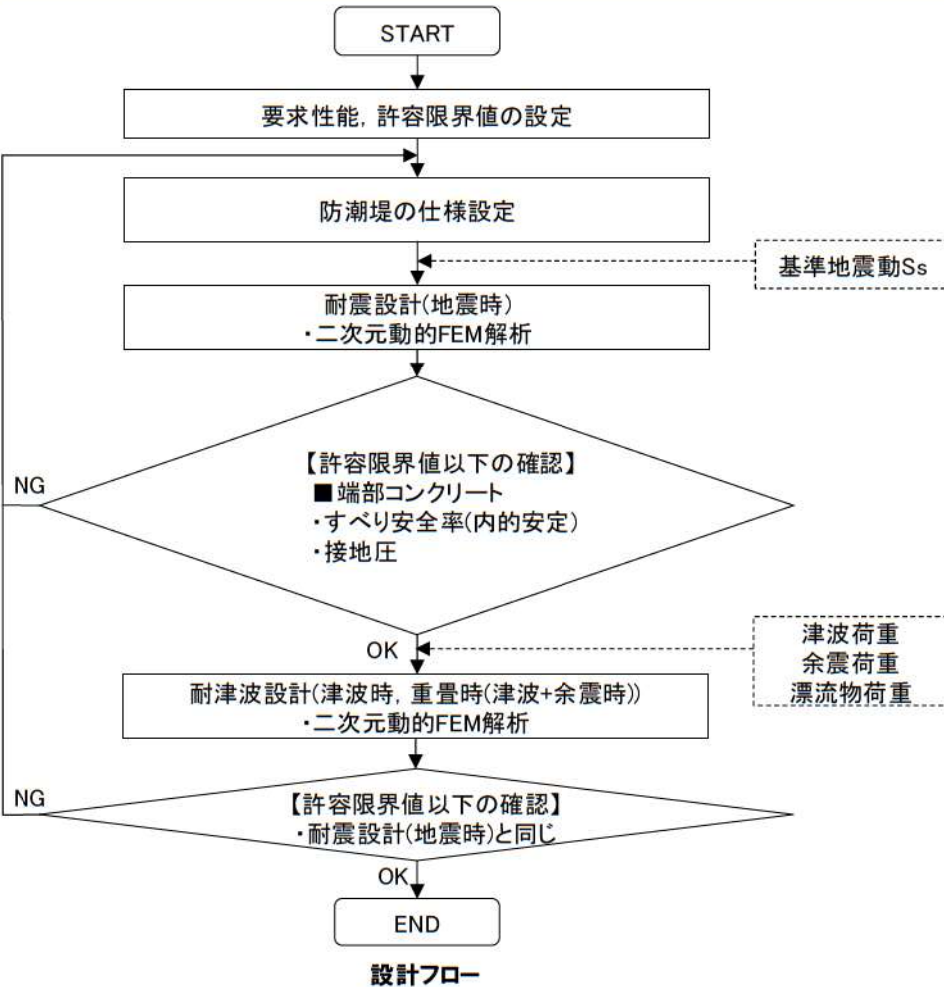 START
要求性能，許容限界値の設定
防潮堤の仕様設定
基準地震動Ss
耐震設計(地震時)
・二次元動的FEM解析
【許容限界値以下の確認】
■端部コンクリート
・すべり安全率(内的安定)
・接地圧
NG
OK
津波荷重
余震荷重
漂流物荷重
耐津波設計(津波時，重畳時(津波+余震時))
・二次元動的FEM解析
NG
【許容限界値以下の確認】
・耐震設計(地震時)と同じ
OK
END
設計フロー